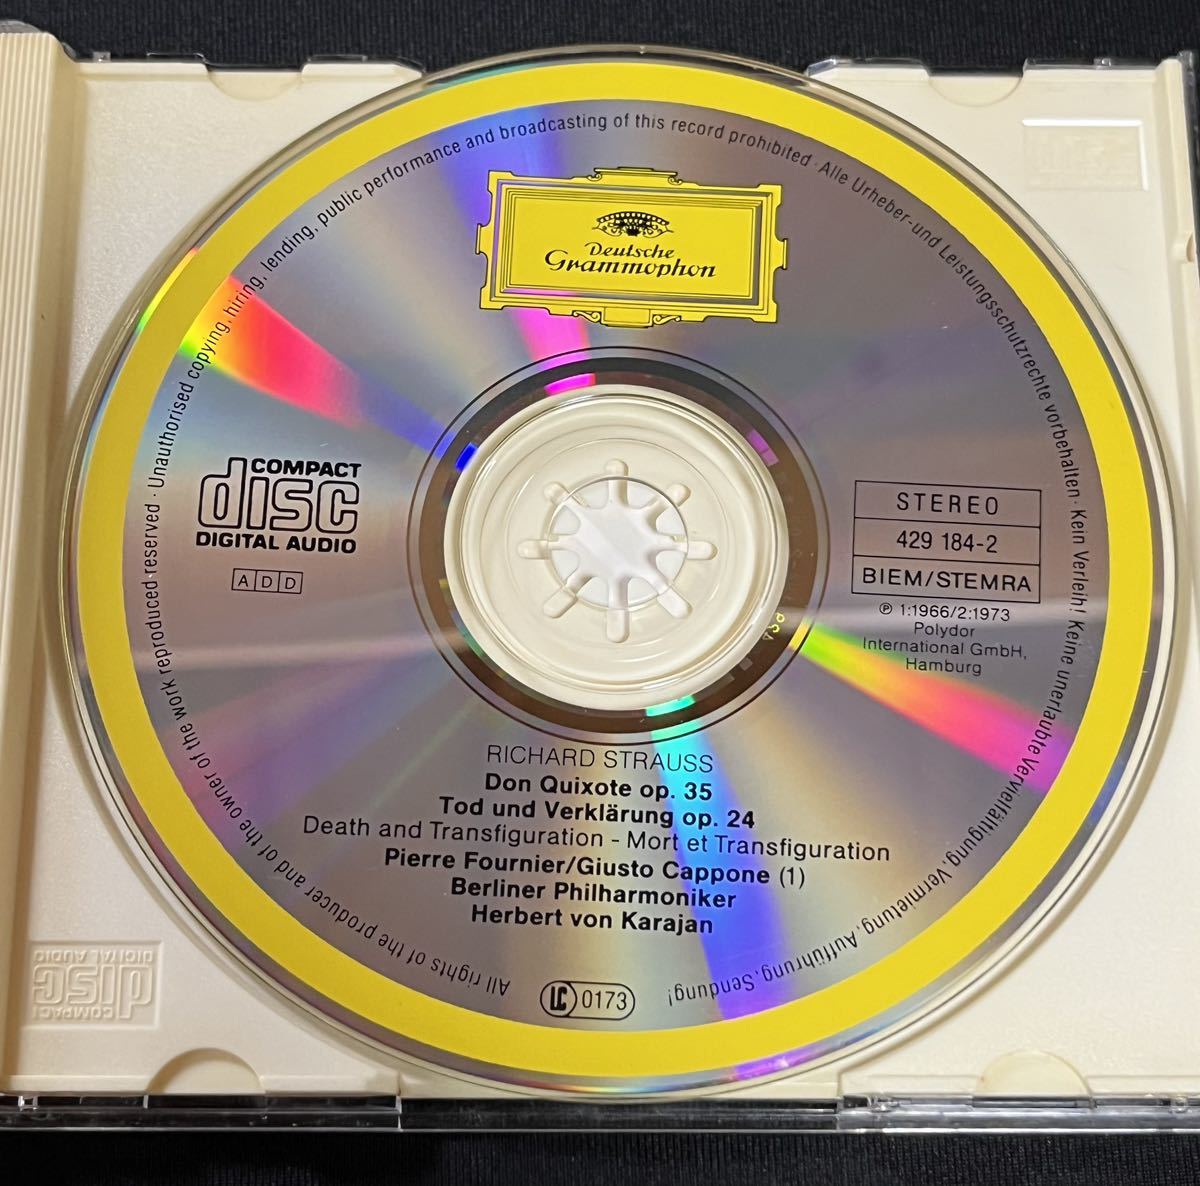 Deutsche
Grammophon
COMPACT
disc
DIGITAL AUDIO
A D D
STEREO
429 184-2
BIEM/STEMRA
℗ 1:1966/2:1973
Polydor
International GmbH,
Hamburg
RICHARD STRAUSS
Don Quixote op. 35
Tod und Verklärung op. 24
Death and Transfiguration - Mort et Transfiguration
Pierre Fournier/Giusto Cappone (1)
Berliner Philharmoniker
Herbert von Karajan
LC 0173
All rights of the producer and of the owner of the work reproduced reserved · Unauthorised copying, hiring, lending, public performance and broadcasting of this record prohibited · Alle Urheber- und Leistungsschutzrechte vorbehalten · Kein Verleih! Keine unerlaubte Vervielfältigung, Vermietung, Aufführung, Sendung!
COMPACT
disc
DIGITAL AUDIO